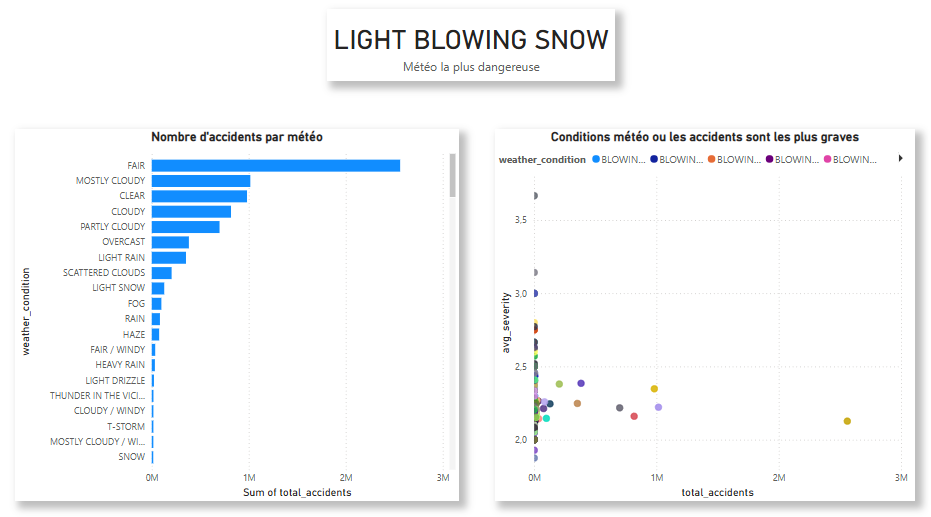 LIGHT BLOWING SNOW
Météo la plus dangereuse
Nombre d'accidents par météo
weather_condition
FAIR
MOSTLY CLOUDY
CLEAR
CLOUDY
PARTLY CLOUDY
OVERCAST
LIGHT RAIN
SCATTERED CLOUDS
LIGHT SNOW
FOG
RAIN
HAZE
FAIR / WINDY
HEAVY RAIN
LIGHT DRIZZLE
THUNDER IN THE VICI...
CLOUDY / WINDY
T-STORM
MOSTLY CLOUDY / WI...
SNOW
0M 1M 2M 3M
Sum of total_accidents
Conditions météo ou les accidents sont les plus graves
weather_condition BLOWIN... BLOWIN... BLOWIN... BLOWIN... BLOWIN...
avg_severity
3,5
3,0
2,5
2,0
0M 1M 2M 3M
total_accidents